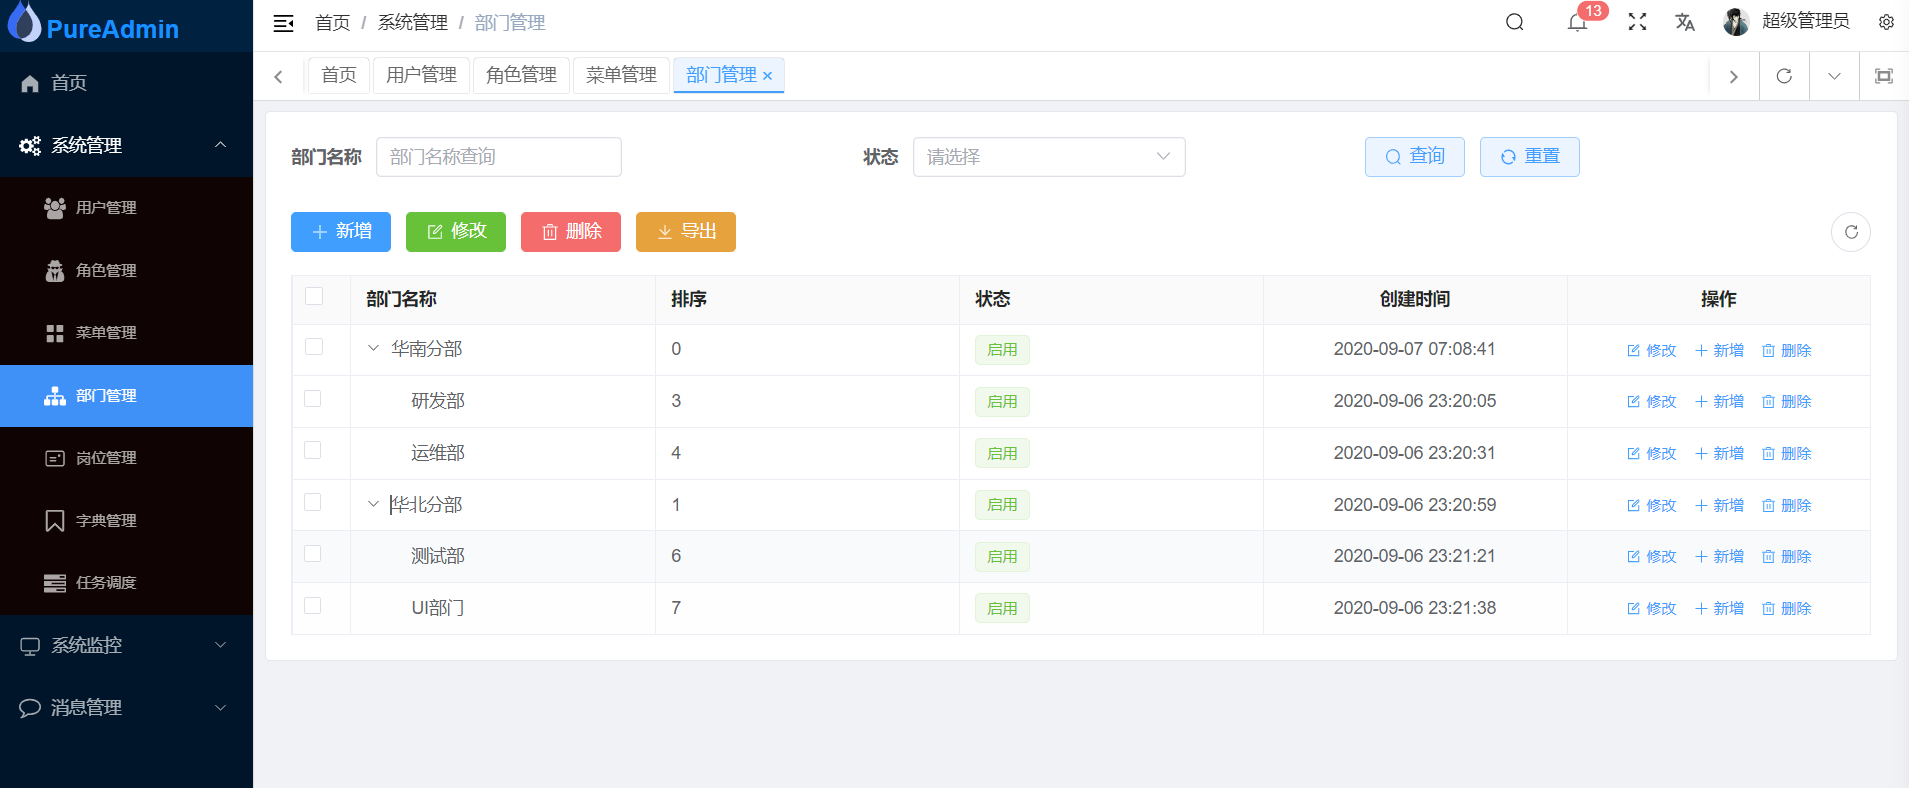 PureAdmin
首页
系统管理
用户管理
角色管理
菜单管理
部门管理
岗位管理
字典管理
任务调度
系统监控
消息管理
首页 / 系统管理 / 部门管理
13
超级管理员
首页 用户管理 角色管理 菜单管理 部门管理
部门名称 部门名称查询 状态 请选择 查询 重置
新增 修改 删除 导出
部门名称 排序 状态 创建时间 操作
华南分部 0 启用 2020-09-07 07:08:41 修改 新增 删除
研发部 3 启用 2020-09-06 23:20:05 修改 新增 删除
运维部 4 启用 2020-09-06 23:20:31 修改 新增 删除
华北分部 1 启用 2020-09-06 23:20:59 修改 新增 删除
测试部 6 启用 2020-09-06 23:21:21 修改 新增 删除
UI部门 7 启用 2020-09-06 23:21:38 修改 新增 删除